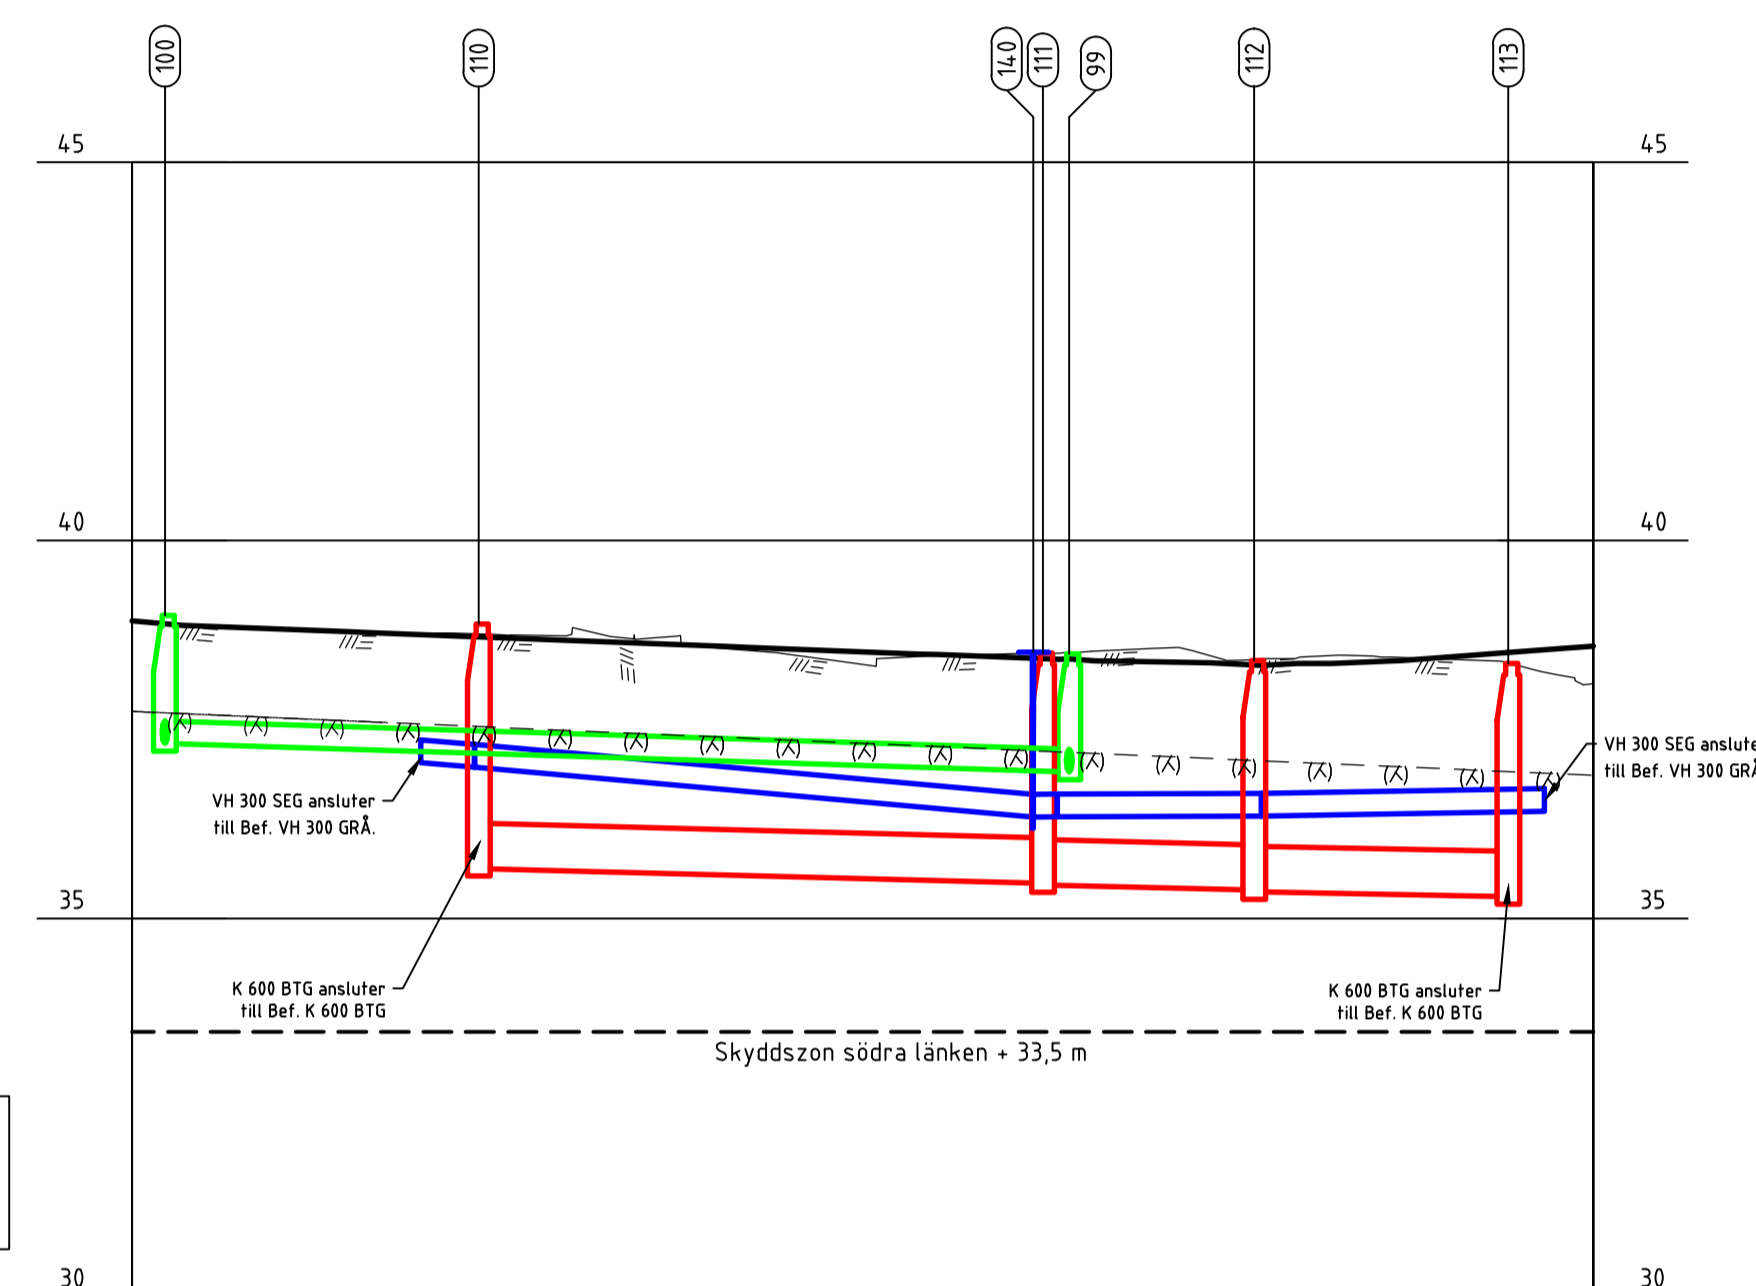 100
110
140
111
99
112
113
45
45
40
40
VH 300 SEG ansluter
till Bef. VH 300 GRÅ.
VH 300 SEG anslute
till Bef. VH 300 GRÅ
35
35
K 600 BTG ansluter
till Bef. K 600 BTG
K 600 BTG ansluter
till Bef. K 600 BTG
Skyddszon södra länken + 33,5 m
30
30